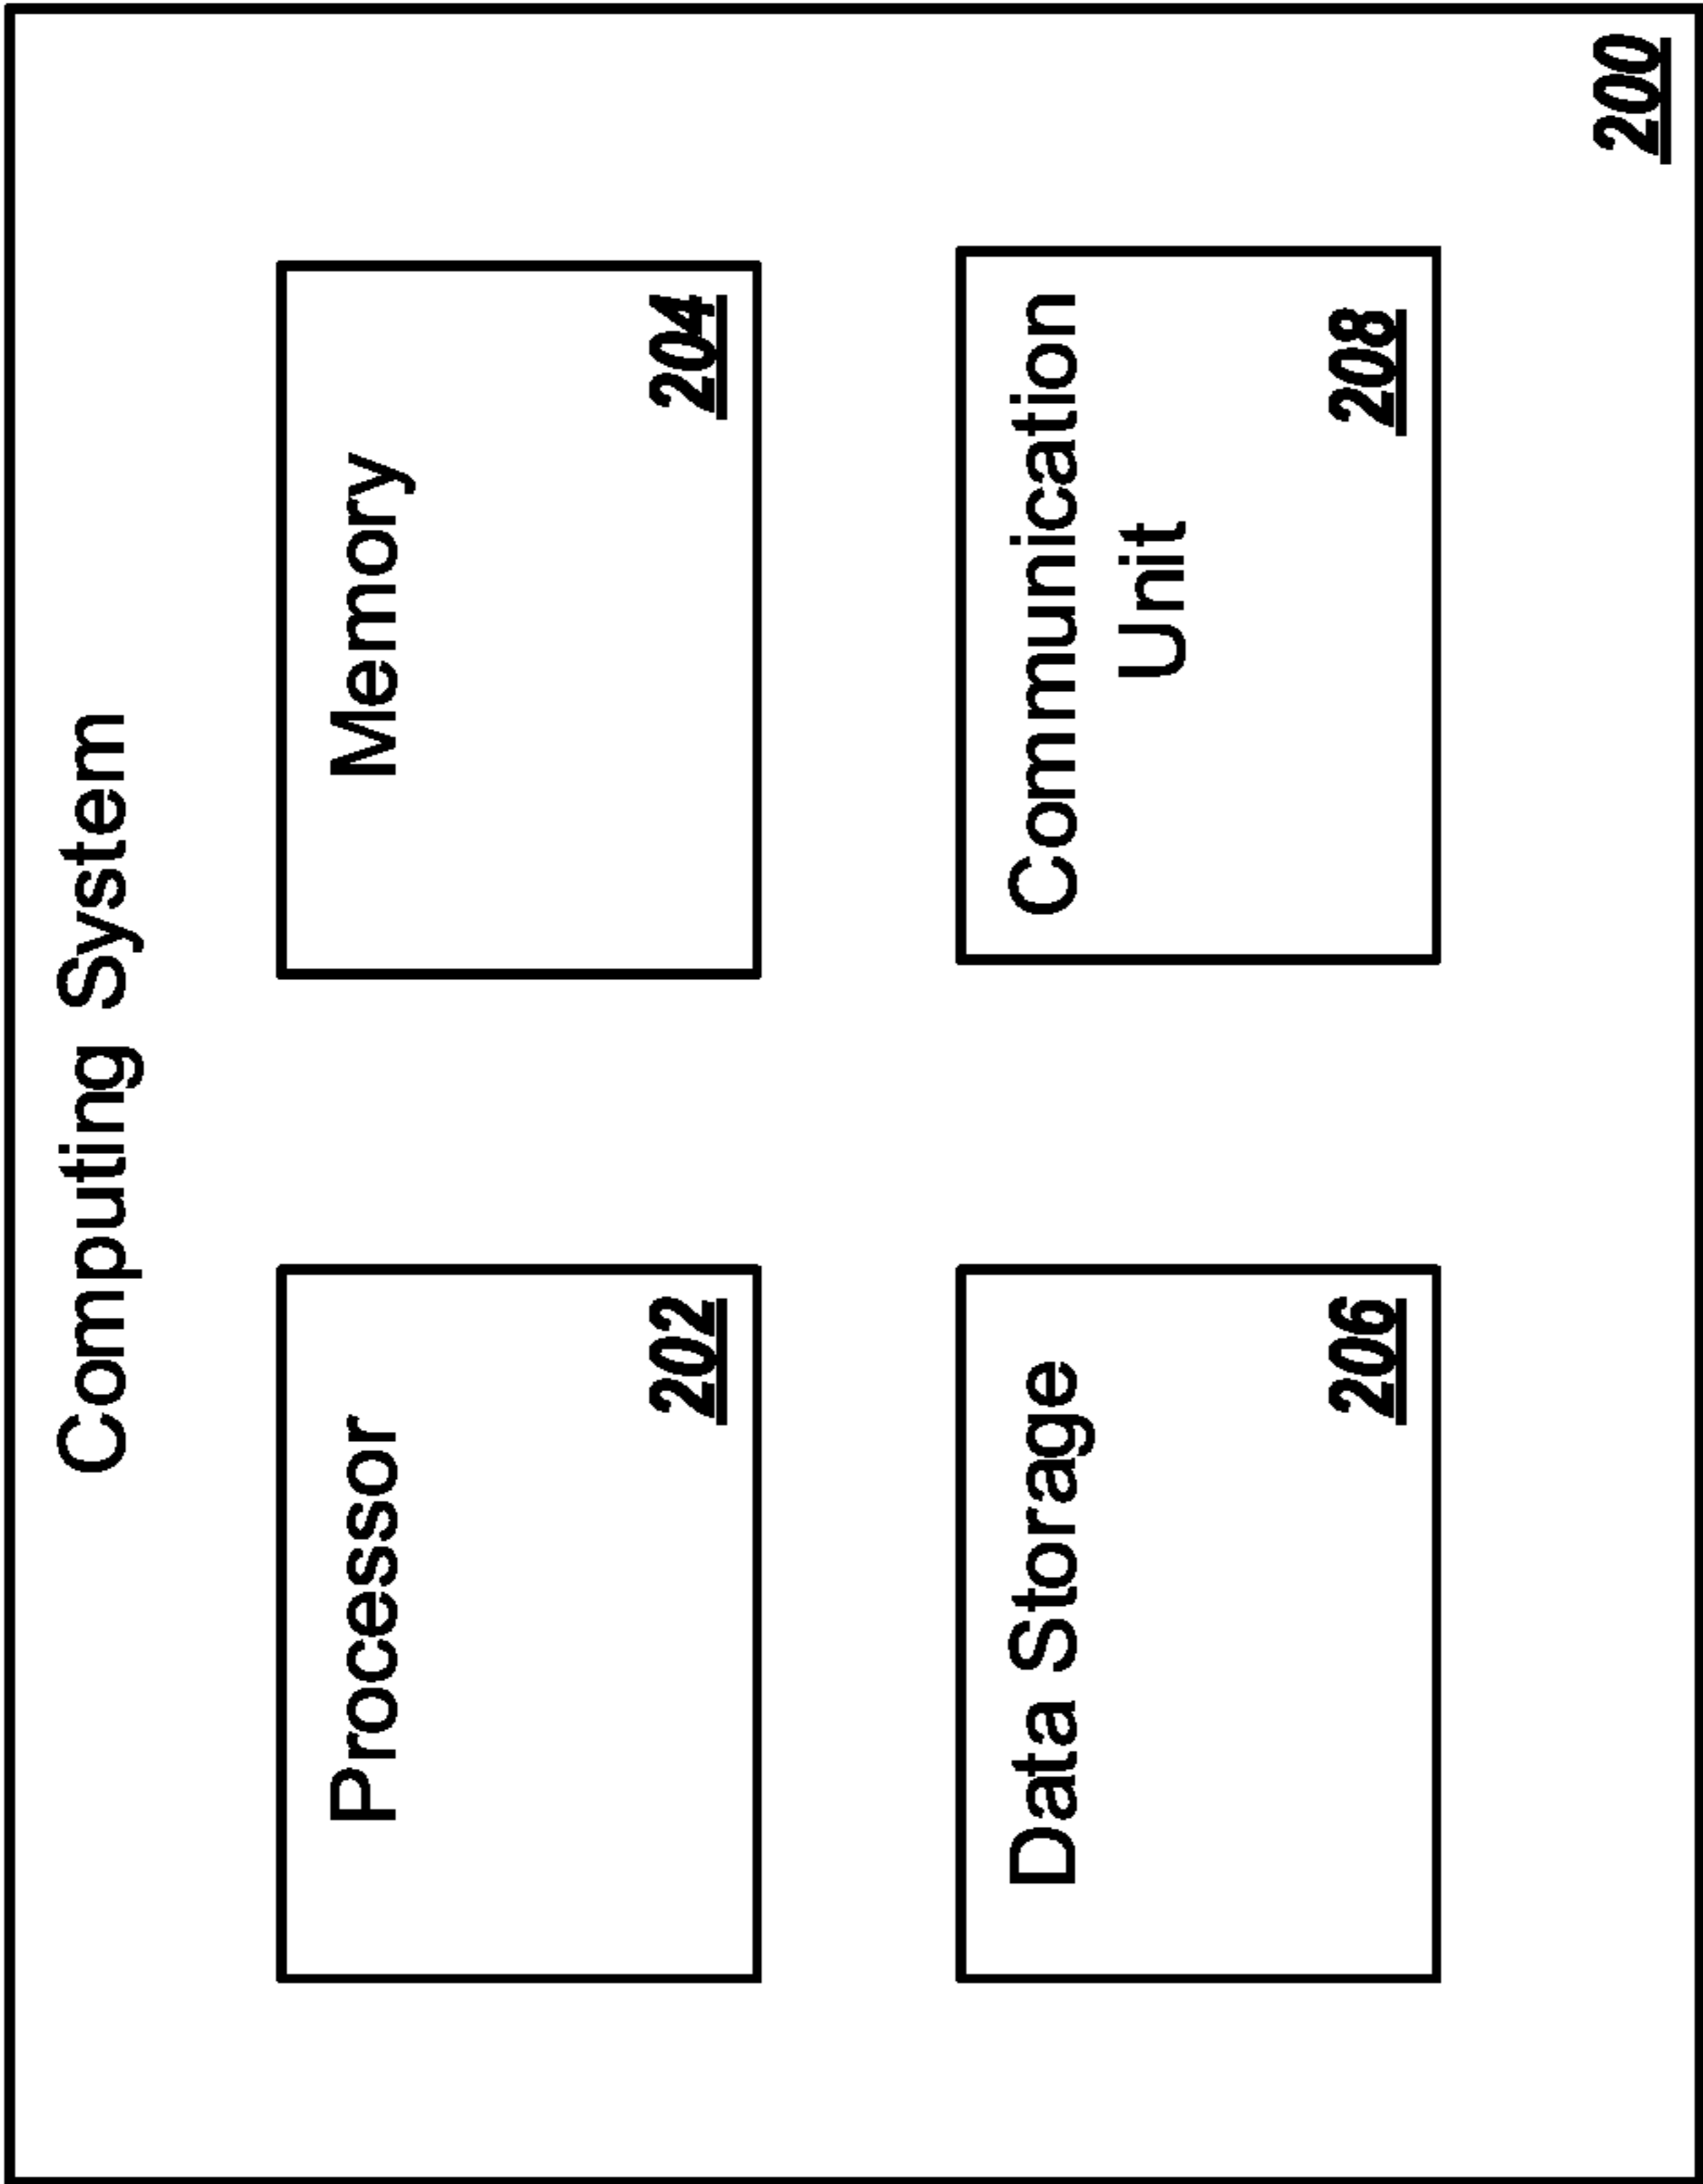 Computing System
Processor
202
Memory
204
Data Storage
206
Communication
Unit
208
200